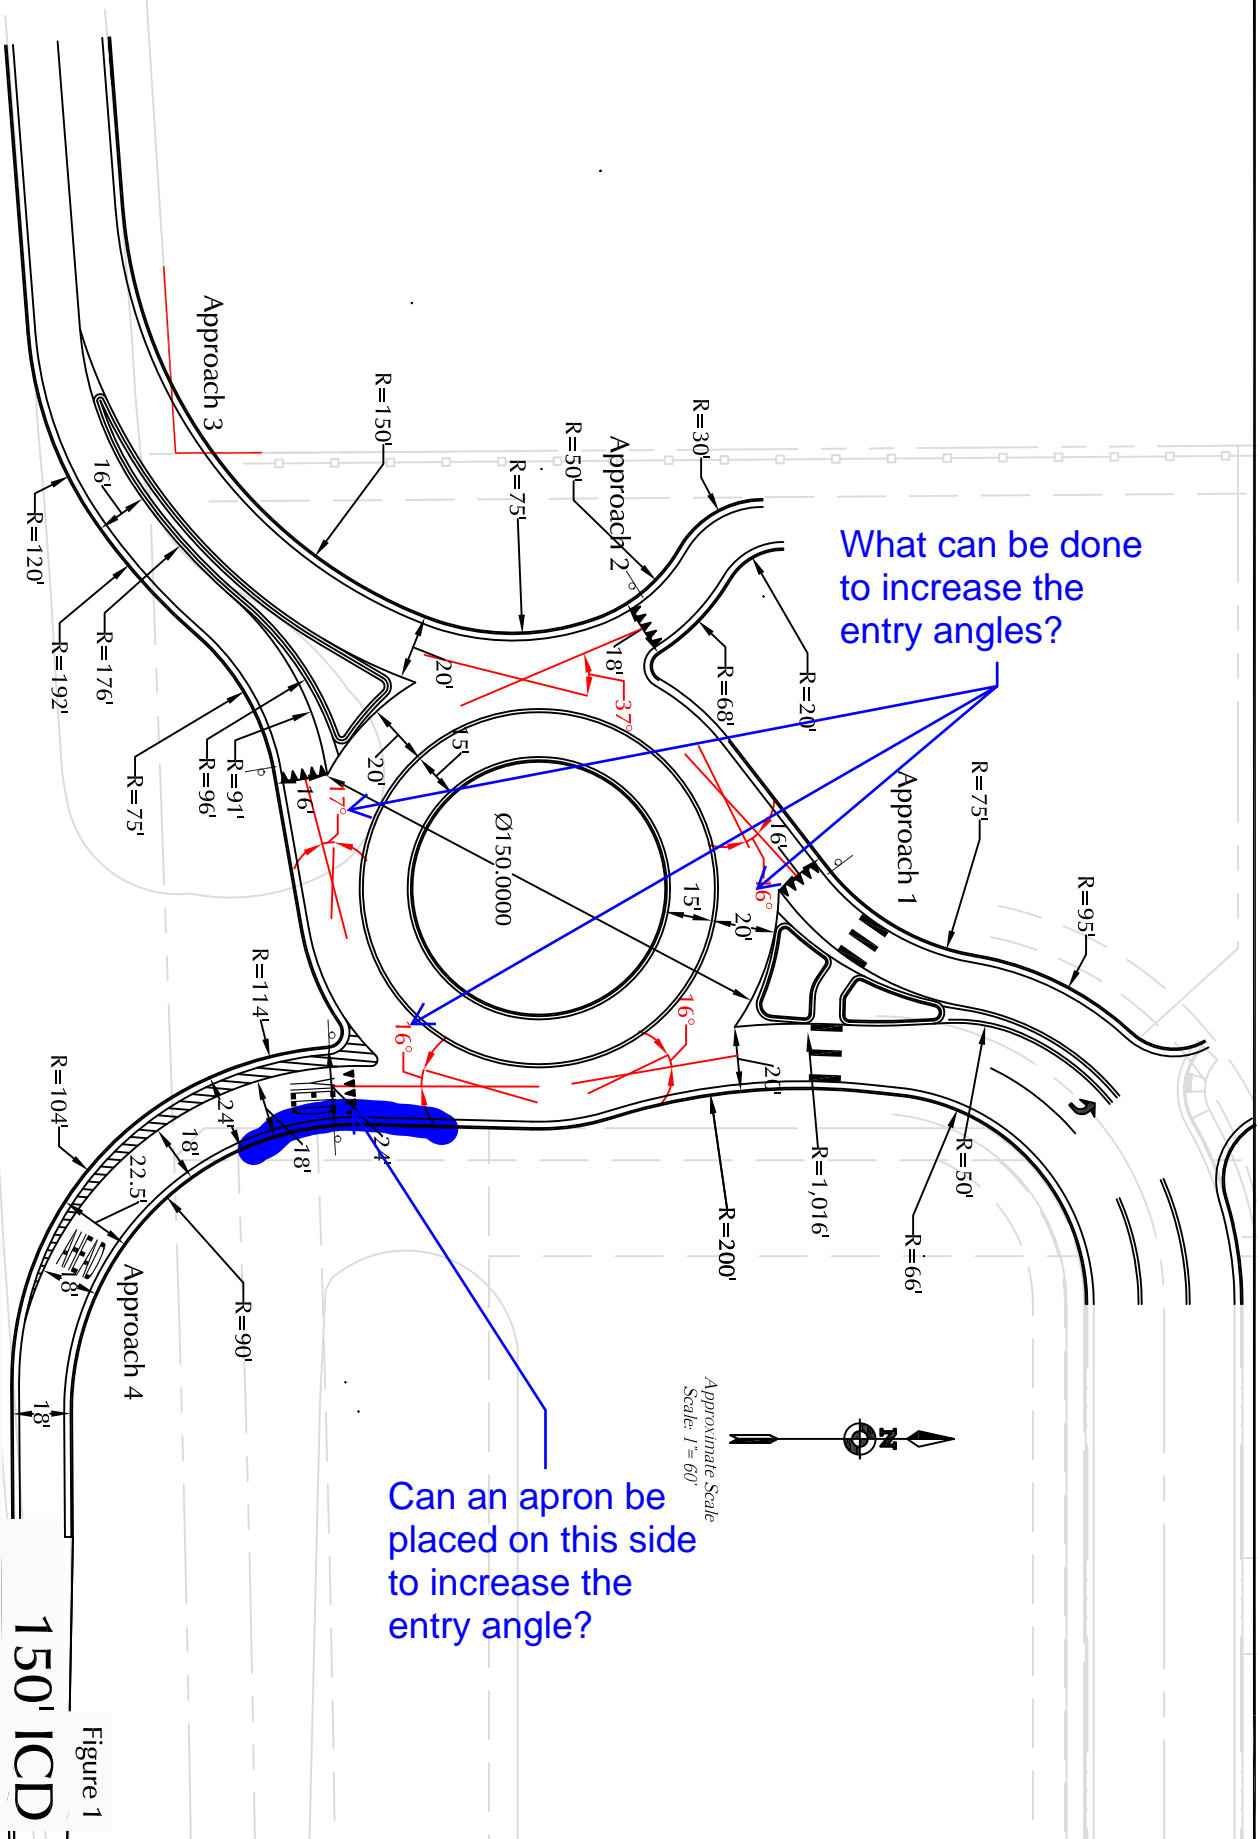 What can be done
to increase the
entry angles?
Can an apron be
placed on this side
to increase the
entry angle?
Approach 1
Approach 2
Approach 3
Approach 4
R=30'
R=50'
R=75'
R=150'
R=20'
R=68'
R=75'
R=95'
37°
18'
20'
15'
20'
17°
16'
16'
16'
15'
20'
16°
16°
20'
Ø150.0000
R=120'
R=192'
R=176'
R=75'
R=96'
R=91'
R=114'
R=104'
24'
18'
18'
24'
22.5'
18'
R=90'
18'
R=50'
R=1,016'
R=66'
R=200'
YIELD
N
Approximate Scale
Scale: 1"= 60'
Figure 1
150' ICD